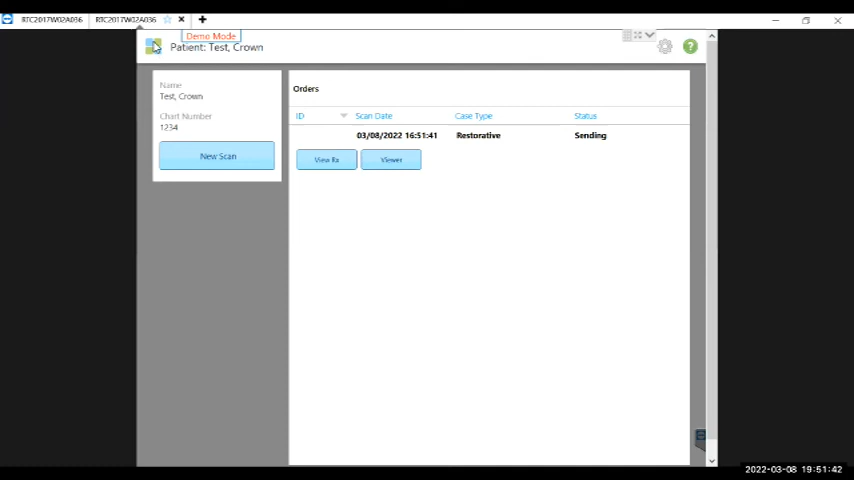 RTC2017W02A036 RTC2017W02A036
Demo Mode
Patient: Test, Crown
Name
Test, Crown
Chart Number
1234
New Scan
Orders
ID Scan Date Case Type Status
03/08/2022 16:51:41 Restorative Sending
View Rx Viewer
2022-03-08 19:51:42